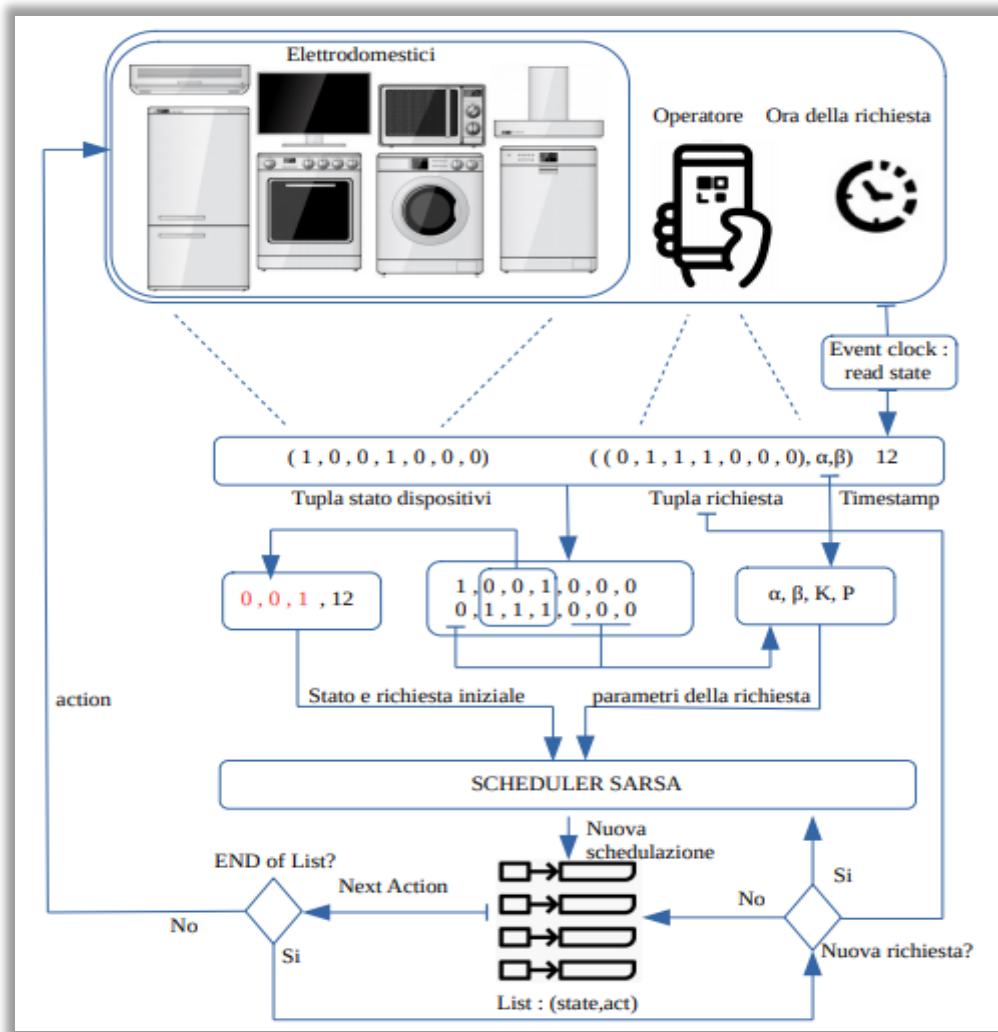 Elettrodomestici
Operatore
Ora della richiesta
Event clock :
read state
( 1 , 0 , 0 , 1 , 0 , 0 , 0)
( ( 0 , 1 , 1 , 1 , 0 , 0 , 0) , α,β)
12
Tupla stato dispositivi
Tupla richiesta
Timestamp
0 , 0 , 1 , 12
1 , 0 , 0 , 1 , 0 , 0 , 0
0 , 1 , 1 , 1 , 0 , 0 , 0
α, β, K, P
action
Stato e richiesta iniziale
parametri della richiesta
SCHEDULER SARSA
Nuova
schedulazione
END of List?
Next Action
No
Si
No
Si
Nuova richiesta?
List : (state,act)